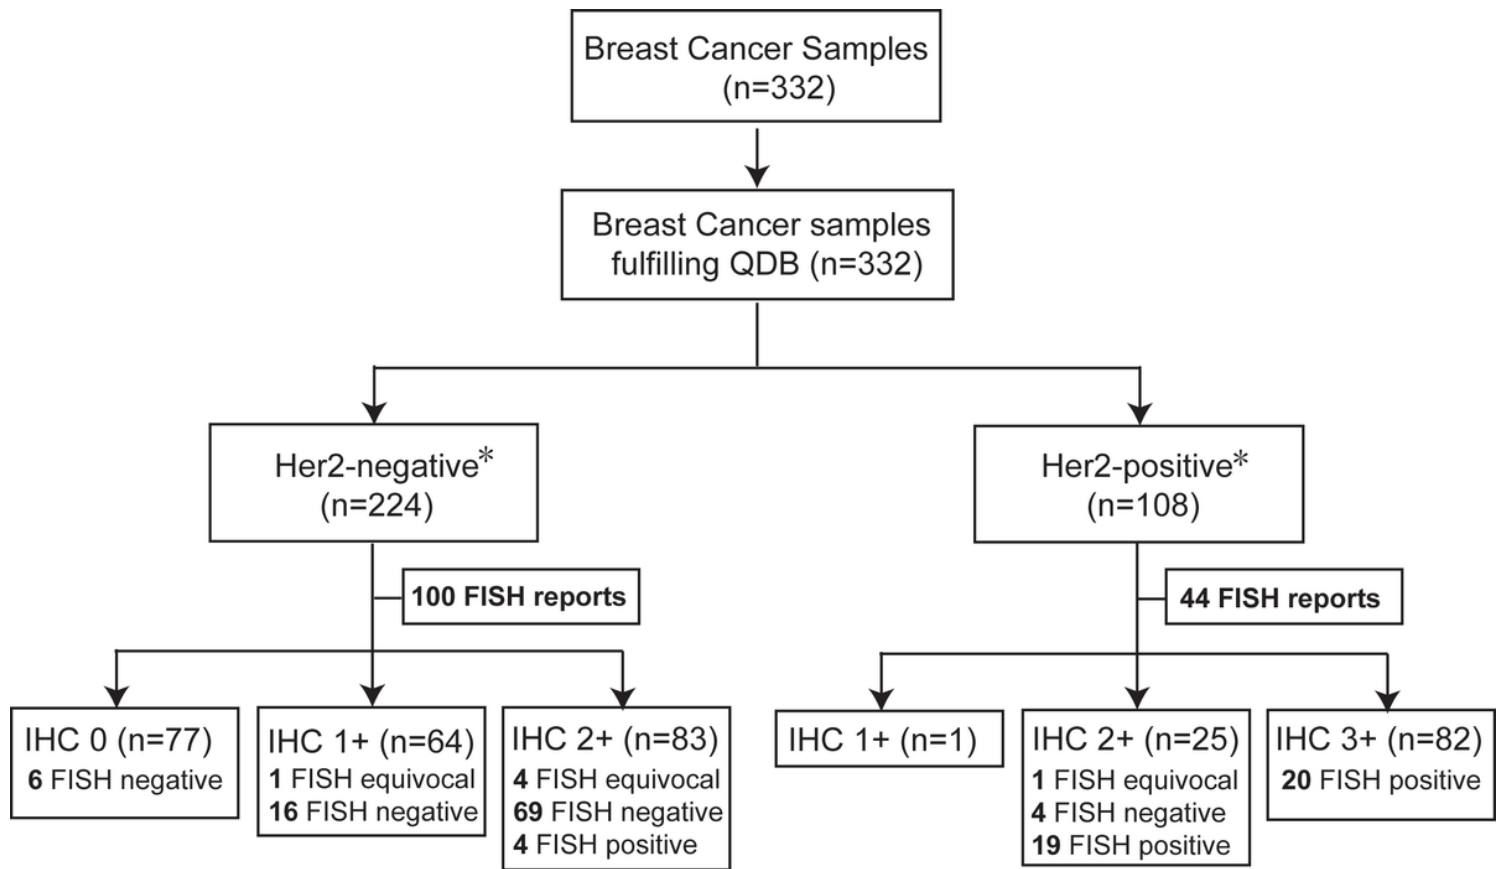 Breast Cancer Samples
(n=332)
Breast Cancer samples
fulfilling QDB (n=332)
Her2-negative*
(n=224)
Her2-positive*
(n=108)
100 FISH reports
44 FISH reports
IHC 0 (n=77)
6 FISH negative
IHC 1+ (n=64)
1 FISH equivocal
16 FISH negative
IHC 2+ (n=83)
4 FISH equivocal
69 FISH negative
4 FISH positive
IHC 1+ (n=1)
IHC 2+ (n=25)
1 FISH equivocal
4 FISH negative
19 FISH positive
IHC 3+ (n=82)
20 FISH positive